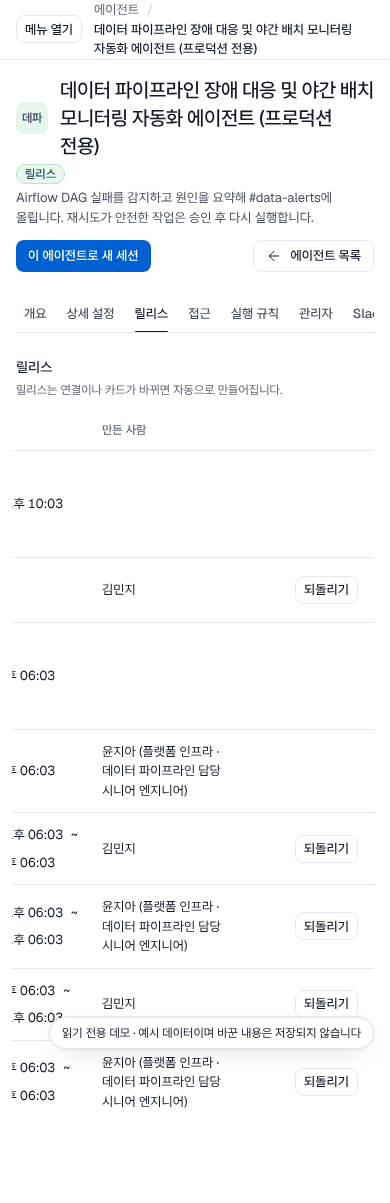 메뉴 열기
에이전트 /
데이터 파이프라인 장애 대응 및 야간 배치 모니터링
자동화 에이전트 (프로덕션 전용)
데파
데이터 파이프라인 장애 대응 및 야간 배치
모니터링 자동화 에이전트 (프로덕션
전용)
릴리스
Airflow DAG 실패를 감지하고 원인을 요약해 #data-alerts에
올립니다. 재시도가 안전한 작업은 승인 후 다시 실행합니다.
이 에이전트로 새 세션
← 에이전트 목록
개요 상세 설정 릴리스 접근 실행 규칙 관리자
릴리스
릴리스는 연결이나 카드가 바뀌면 자동으로 만들어집니다.
만든 사람
10:03
김민지 되돌리기
06:03
윤지아 (플랫폼 인프라 ·
06:03 데이터 파이프라인 담당
시니어 엔지니어)
06:03 ~
김민지 되돌리기
06:03
윤지아 (플랫폼 인프라 ·
06:03 ~
데이터 파이프라인 담당 되돌리기
06:03
시니어 엔지니어)
06:03 ~
김민지 되돌리기
06:03
읽기 전용 데모 · 예시 데이터이며 바꾼 내용은 저장되지 않습니다
윤지아 (플랫폼 인프라 ·
06:03 ~
데이터 파이프라인 담당 되돌리기
06:03
시니어 엔지니어)